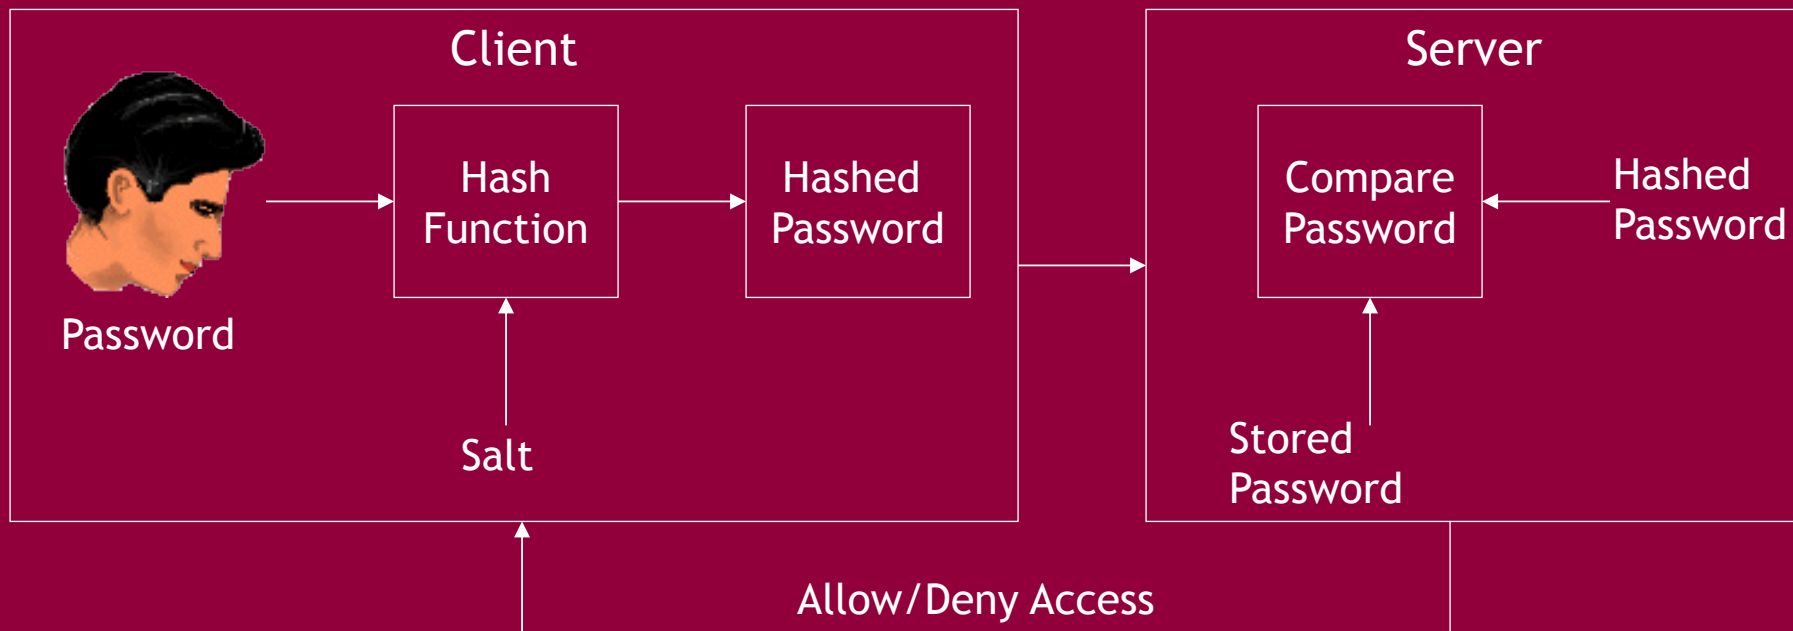 Client
Password
Hash
Function
Hashed
Password
Salt
Server
Compare
Password
Hashed
Password
Stored
Password
Allow/Deny Access